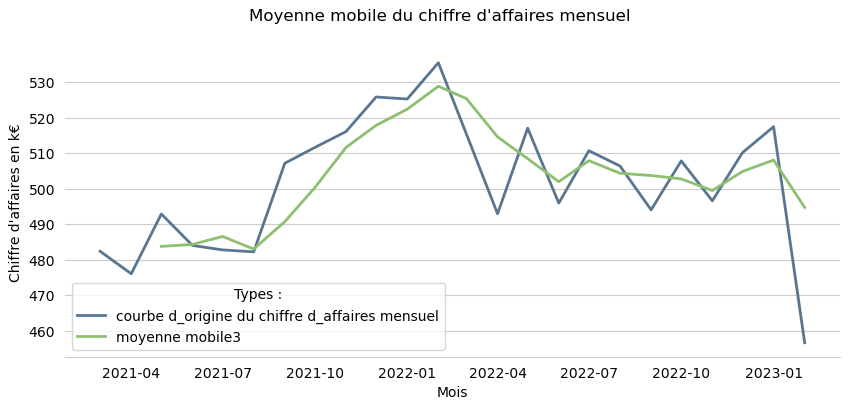 Moyenne mobile du chiffre d'affaires mensuel
Chiffre d'affaires en k€
530
520
510
500
490
480
470
460
Types :
courbe d_origine du chiffre d_affaires mensuel
moyenne mobile3
2021-04 2021-07 2021-10 2022-01 2022-04 2022-07 2022-10 2023-01
Mois